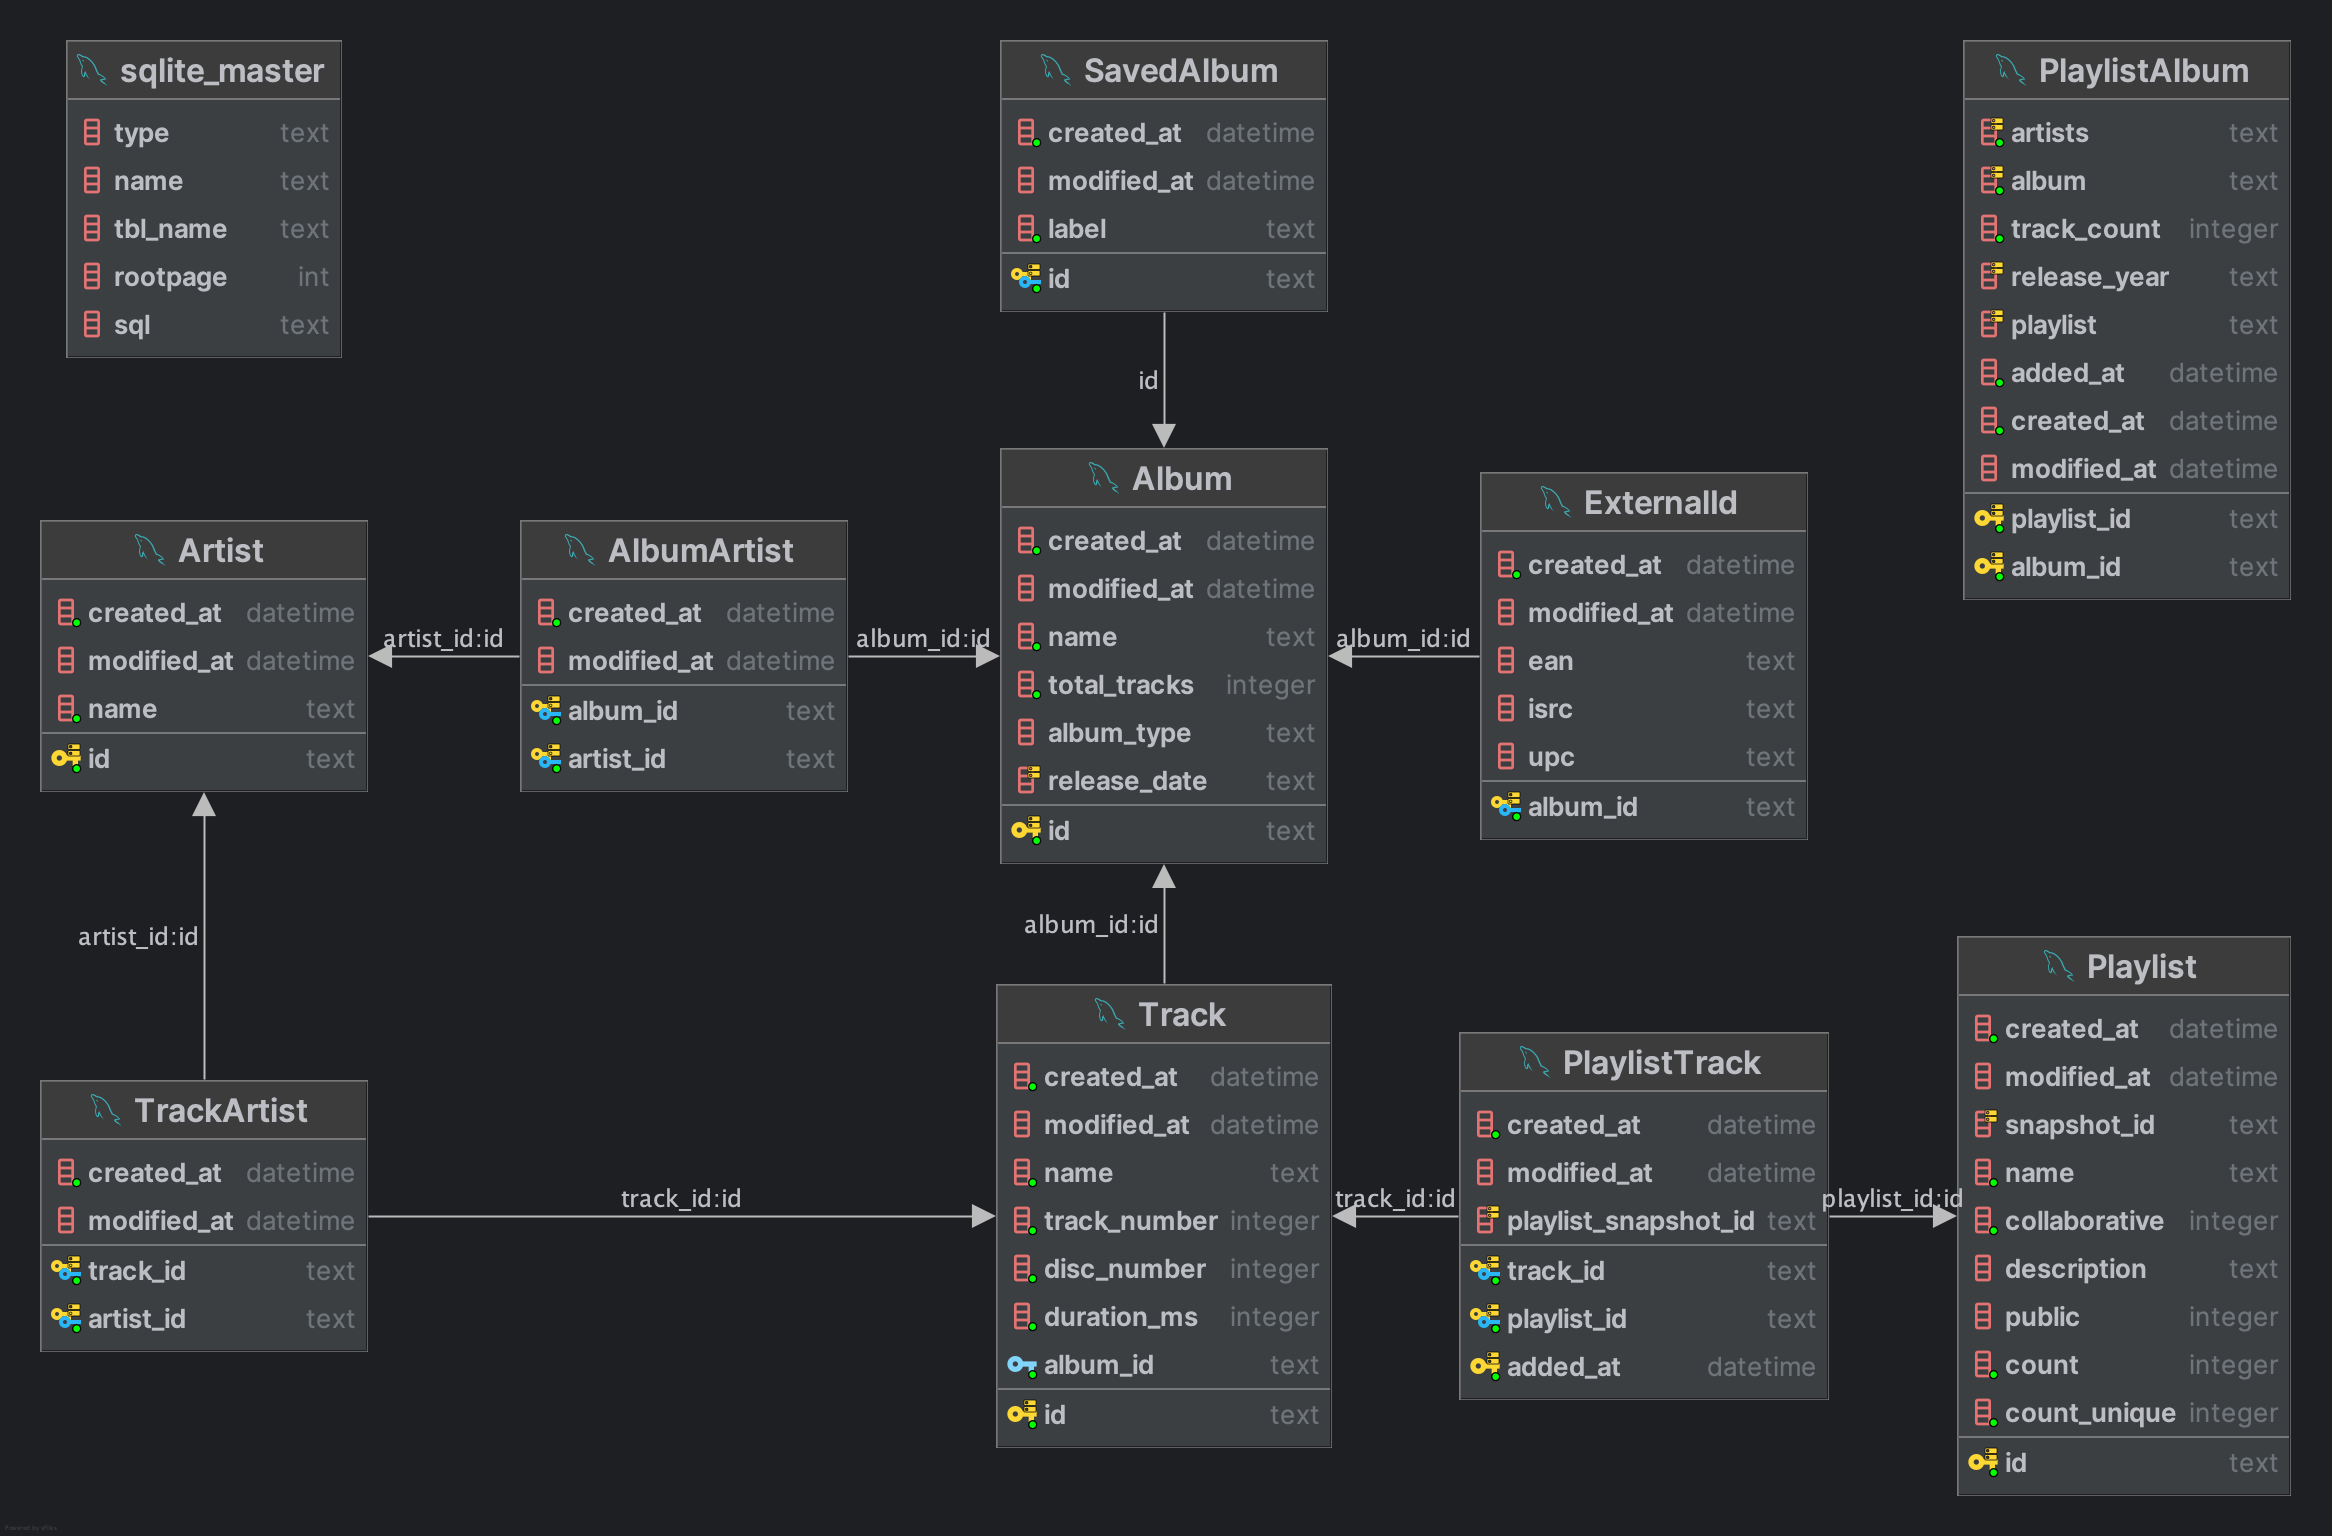 sqlite_master
type text
name text
tbl_name text
rootpage int
sql text
SavedAlbum
created_at datetime
modified_at datetime
label text
id text
PlaylistAlbum
artists text
album text
track_count integer
release_year text
playlist text
added_at datetime
created_at datetime
modified_at datetime
playlist_id text
album_id text
id
Artist
created_at datetime
modified_at datetime
name text
id text
artist_id:id
AlbumArtist
created_at datetime
modified_at datetime
album_id text
artist_id text
album_id:id
Album
created_at datetime
modified_at datetime
name text
total_tracks integer
album_type text
release_date text
id text
album_id:id
ExternalId
created_at datetime
modified_at datetime
ean text
isrc text
upc text
album_id text
artist_id:id
album_id:id
TrackArtist
created_at datetime
modified_at datetime
track_id text
artist_id text
track_id:id
Track
created_at datetime
modified_at datetime
name text
track_number integer
disc_number integer
duration_ms integer
album_id text
id text
track_id:id
PlaylistTrack
created_at datetime
modified_at datetime
playlist_snapshot_id text
track_id text
playlist_id text
added_at datetime
playlist_id:id
Playlist
created_at datetime
modified_at datetime
snapshot_id text
name text
collaborative integer
description text
public integer
count integer
count_unique integer
id text
Powered by yFiles